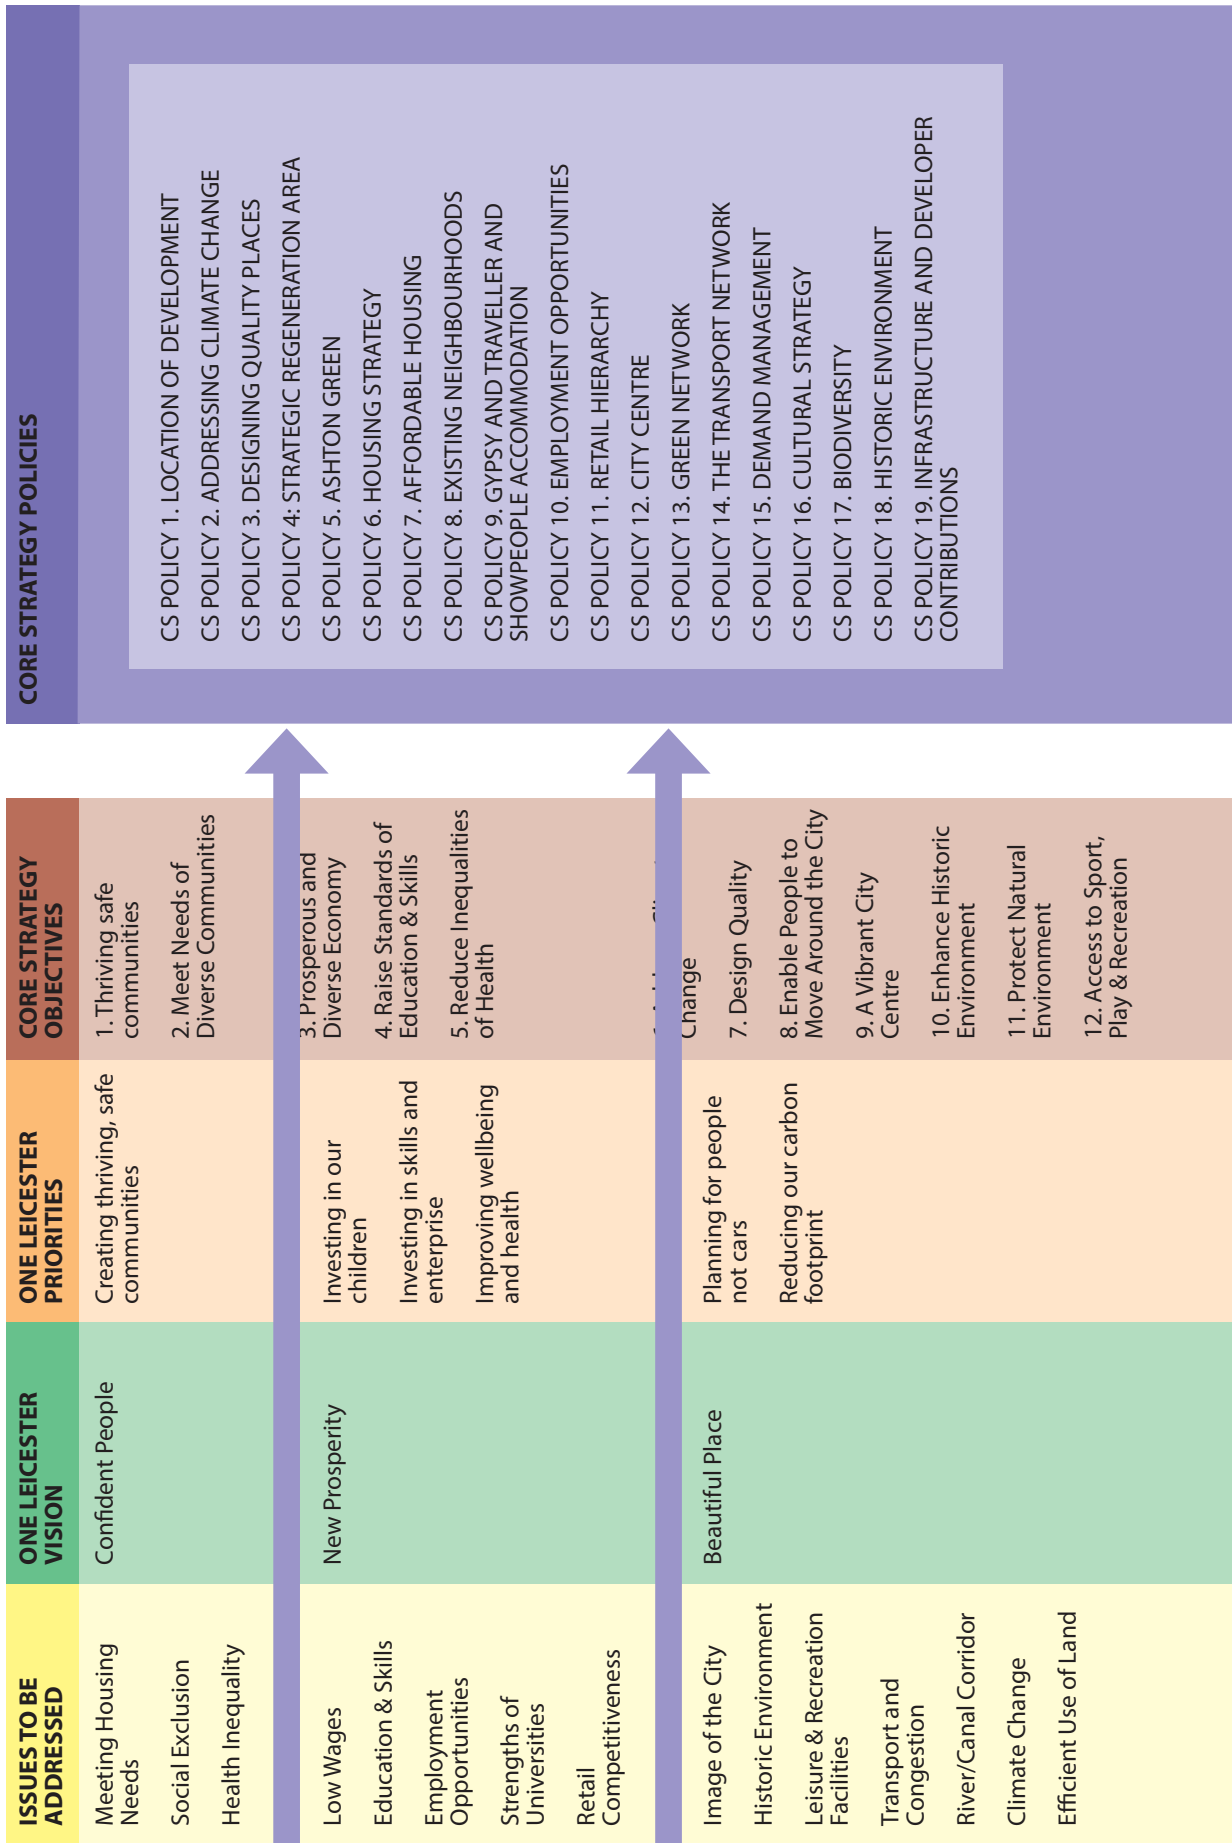 ISSUES TO BE
ADDRESSED
Meeting Housing
Needs
Social Exclusion
Health Inequality
Low Wages
Education & Skills
Employment
Opportunities
Strengths of
Universities
Retail
Competitiveness
Image of the City
Historic Environment
Leisure & Recreation
Facilities
Transport and
Congestion
River/Canal Corridor
Climate Change
Efficient Use of Land
ONE LEICESTER
VISION
Confident People
New Prosperity
Beautiful Place
ONE LEICESTER
PRIORITIES
Creating thriving, safe
communities
Investing in our
children
Investing in skills and
enterprise
Improving wellbeing
and health
Planning for people
not cars
Reducing our carbon
footprint
CORE STRATEGY
OBJECTIVES
1. Thriving safe
communities
2. Meet Needs of
Diverse Communities
3. Prosperous and
Diverse Economy
4. Raise Standards of
Education & Skills
5. Reduce Inequalities
of Health
Change
7. Design Quality
8. Enable People to
Move Around the City
9. A Vibrant City
Centre
10. Enhance Historic
Environment
11. Protect Natural
Environment
12. Access to Sport,
Play & Recreation
CORE STRATEGY POLICIES
CS POLICY 1. LOCATION OF DEVELOPMENT
CS POLICY 2. ADDRESSING CLIMATE CHANGE
CS POLICY 3. DESIGNING QUALITY PLACES
CS POLICY 4: STRATEGIC REGENERATION AREA
CS POLICY 5. ASHTON GREEN
CS POLICY 6. HOUSING STRATEGY
CS POLICY 7. AFFORDABLE HOUSING
CS POLICY 8. EXISTING NEIGHBOURHOODS
CS POLICY 9. GYPSY AND TRAVELLER AND
SHOWPEOPLE ACCOMMODATION
CS POLICY 10. EMPLOYMENT OPPORTUNITIES
CS POLICY 11. RETAIL HIERARCHY
CS POLICY 12. CITY CENTRE
CS POLICY 13. GREEN NETWORK
CS POLICY 14. THE TRANSPORT NETWORK
CS POLICY 15. DEMAND MANAGEMENT
CS POLICY 16. CULTURAL STRATEGY
CS POLICY 17. BIODIVERSITY
CS POLICY 18. HISTORIC ENVIRONMENT
CS POLICY 19. INFRASTRUCTURE AND DEVELOPER
CONTRIBUTIONS